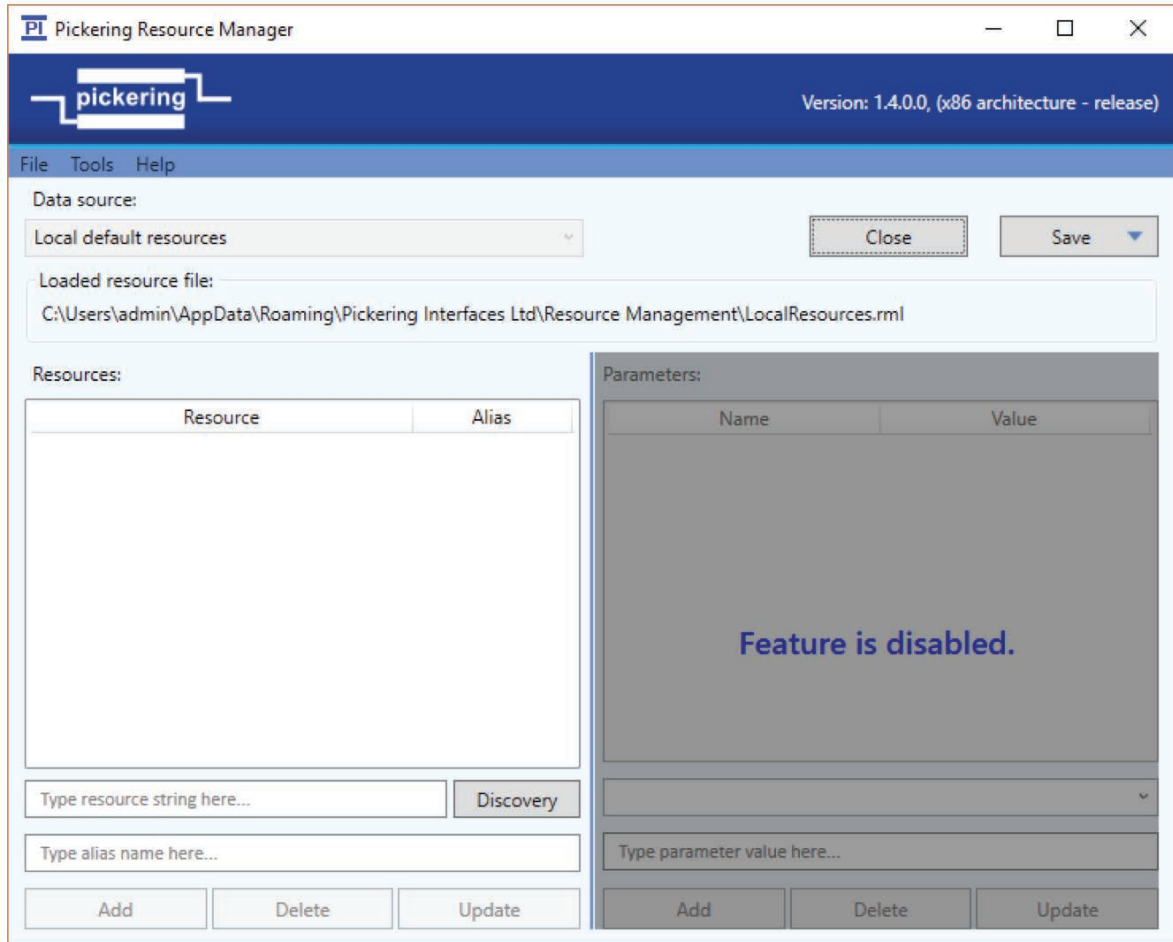 PI Pickering Resource Manager
pickering
Version: 1.4.0.0, (x86 architecture - release)
File Tools Help
Data source:
Local default resources
Close
Save
Loaded resource file:
C:\Users\admin\AppData\Roaming\Pickering Interfaces Ltd\Resource Management\LocalResources.rml
Resources:
Resource Alias
Type resource string here...
Discovery
Type alias name here...
Add Delete Update
Parameters:
Name Value
Feature is disabled.
Type parameter value here...
Add Delete Update